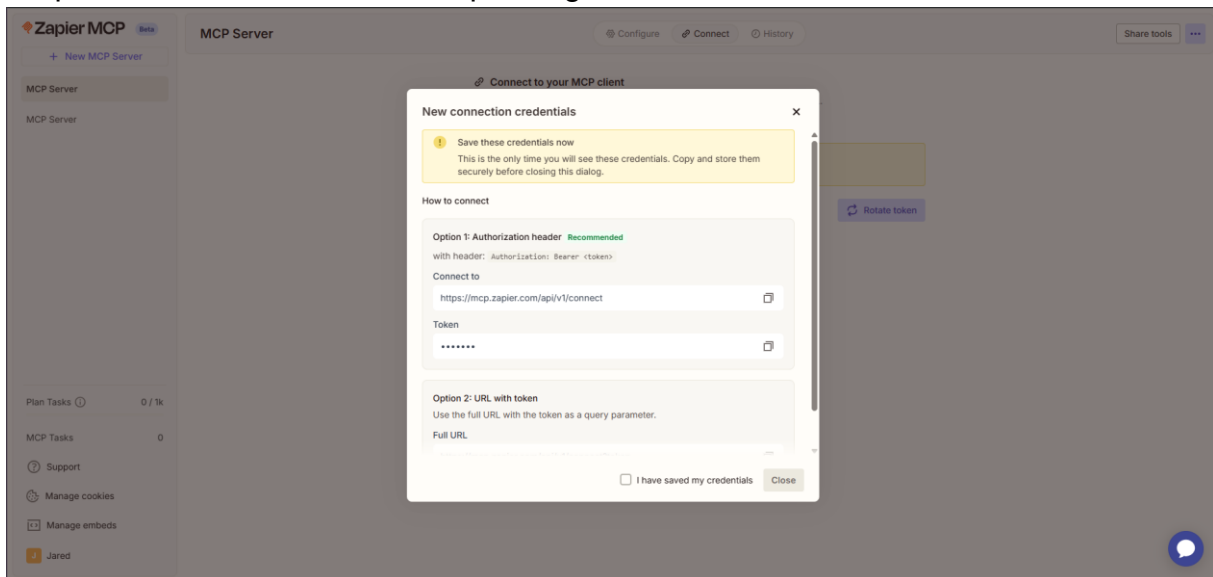 Zapier MCP Beta
+ New MCP Server
MCP Server
MCP Server
Plan Tasks 0 / 1k
MCP Tasks 0
Support
Manage cookies
Manage embeds
J Jared
MCP Server
Configure Connect History
Share tools ...
Connect to your MCP client
Rotate token
New connection credentials
Save these credentials now
This is the only time you will see these credentials. Copy and store them
securely before closing this dialog.
How to connect
Option 1: Authorization header Recommended
with header: Authorization: Bearer <token>
Connect to
https://mcp.zapier.com/api/v1/connect
Token
•••••••
Option 2: URL with token
Use the full URL with the token as a query parameter.
Full URL
I have saved my credentials Close